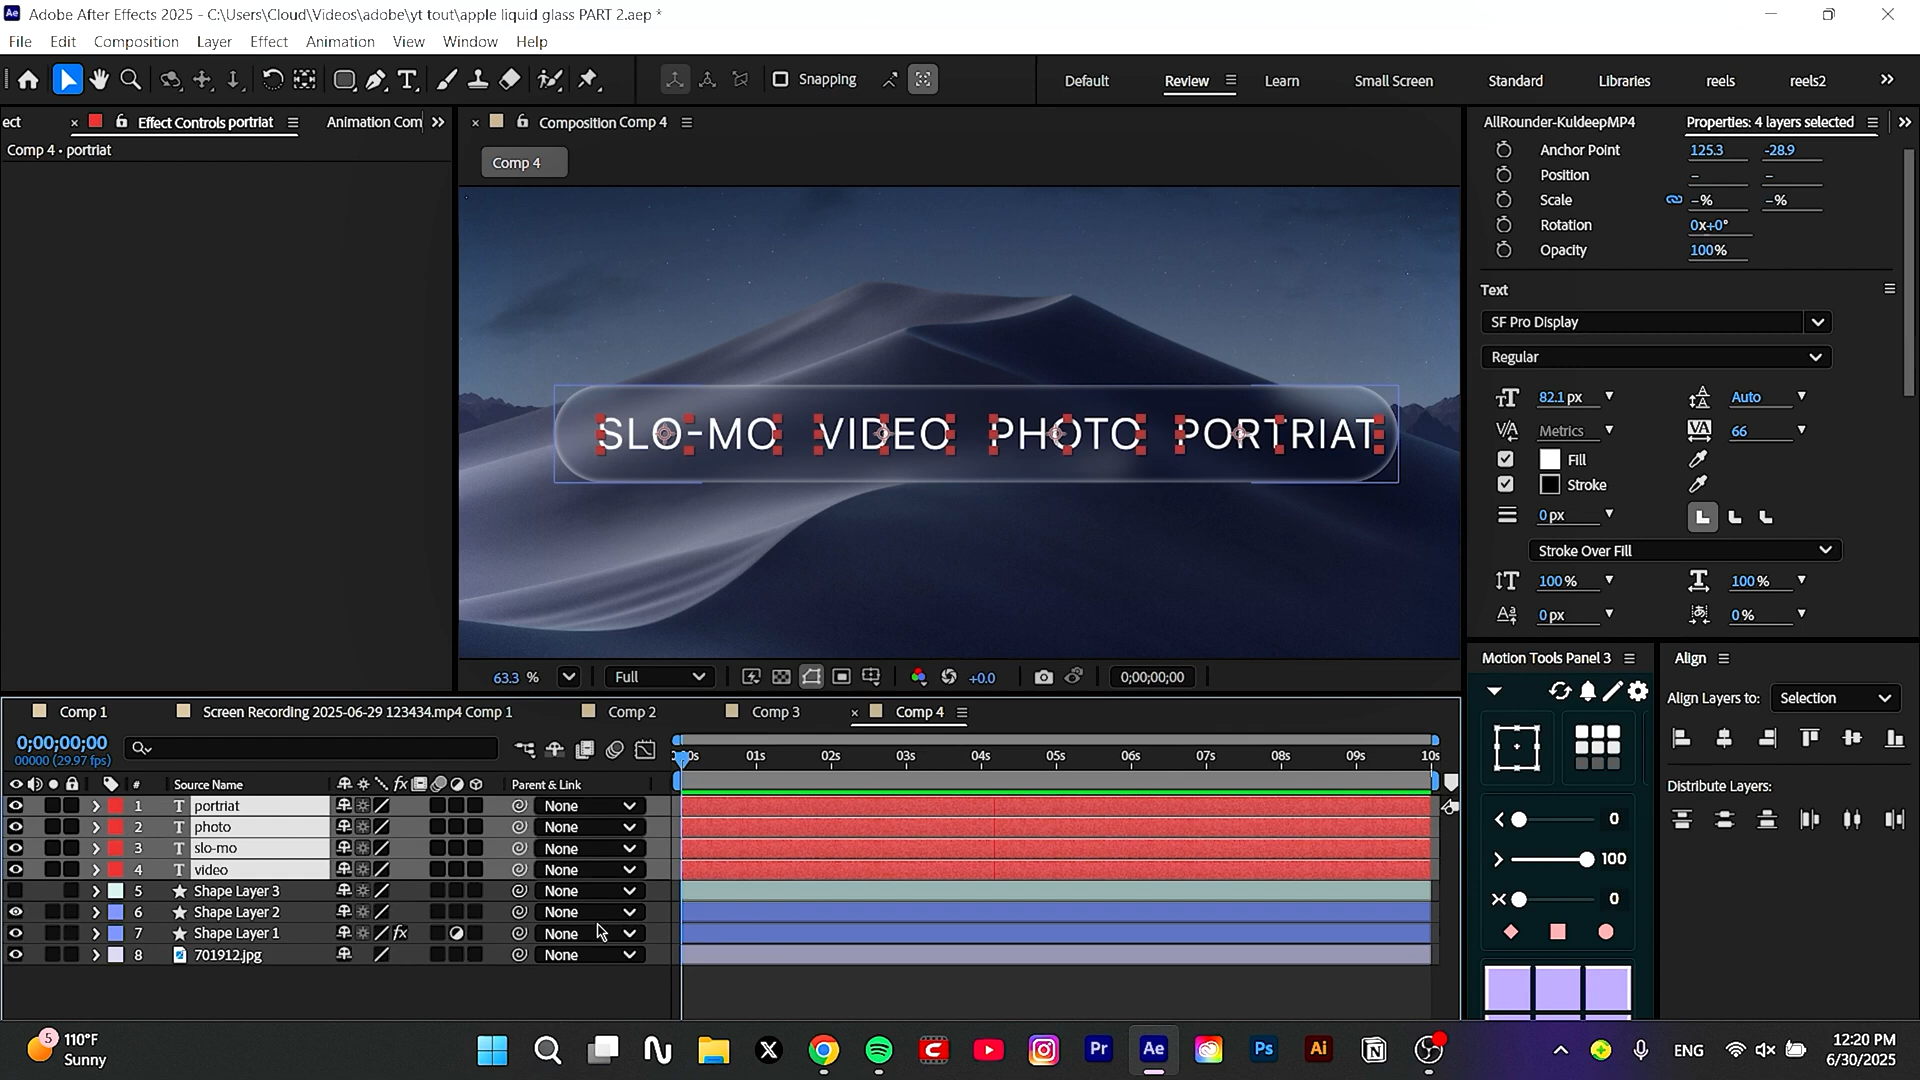 Adobe After Effects 2025 - C:\Users\Cloud\Videos\adobe\yt tout\apple liquid glass PART 2.aep *
File Edit Composition Layer Effect Animation View Window Help
Snapping
Default Review Learn Small Screen Standard Libraries reels reels2
ect Effect Controls portriat Animation Com
Comp 4 • portriat
Composition Comp 4
Comp 4
SLO-MO VIDEO PHOTO PORTRIAT
63.3 % Full +0.0 0;00;00;00
AllRounder-KuldeepMP4 Properties: 4 layers selected
Anchor Point 125.3 -28.9
Position – –
Scale –% –%
Rotation 0x+0°
Opacity 100%
Text
SF Pro Display
Regular
82.1 px Auto
Metrics 66
Fill
Stroke
0 px
Stroke Over Fill
100 % 100 %
0 px 0 %
Motion Tools Panel 3
0
100
0
Align
Align Layers to: Selection
Distribute Layers:
Comp 1 Screen Recording 2025-06-29 123434.mp4 Comp 1 Comp 2 Comp 3 Comp 4
0;00;00;00
00000 (29.97 fps)
01s 02s 03s 04s 05s 06s 07s 08s 09s 10s
# Source Name fx Parent & Link
1 T portriat None
2 T photo None
3 T slo-mo None
4 T video None
5 Shape Layer 3 None
6 Shape Layer 2 None
7 Shape Layer 1 fx None
8 701912.jpg None
5 110°F
Sunny
Pr Ae Ps Ai
ENG
12:20 PM
6/30/2025